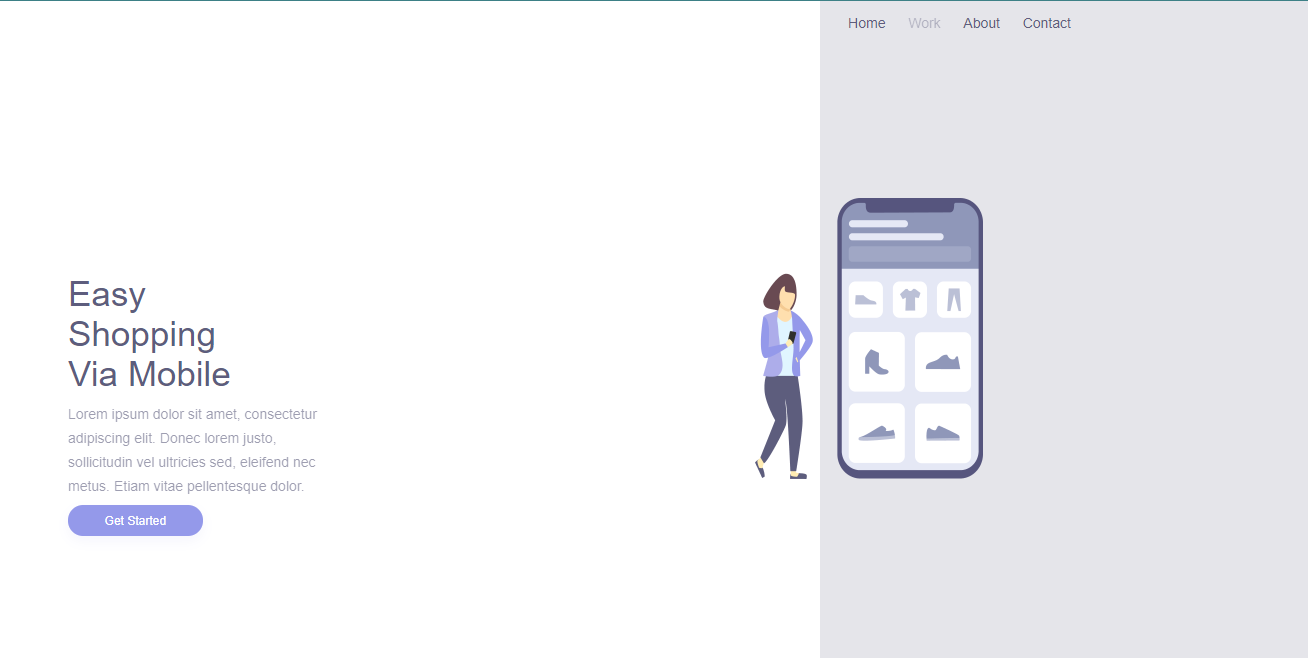 Home Work About Contact
Easy
Shopping
Via Mobile
Lorem ipsum dolor sit amet, consectetur
adipiscing elit. Donec lorem justo,
sollicitudin vel ultricies sed, eleifend nec
metus. Etiam vitae pellentesque dolor.
Get Started